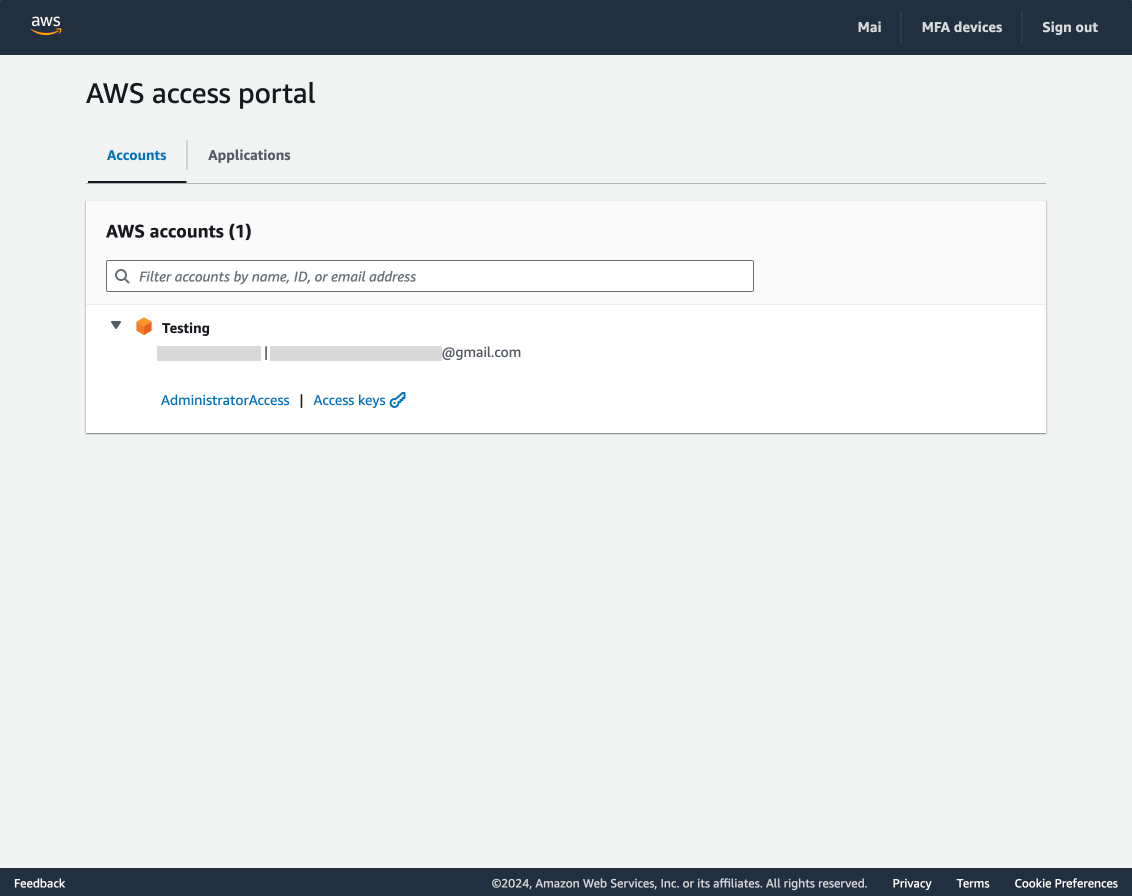 aws
Mai
MFA devices
Sign out
AWS access portal
Accounts
Applications
AWS accounts (1)
Filter accounts by name, ID, or email address
Testing
| @gmail.com
AdministratorAccess | Access keys
Feedback
©2024, Amazon Web Services, Inc. or its affiliates. All rights reserved.
Privacy
Terms
Cookie Preferences